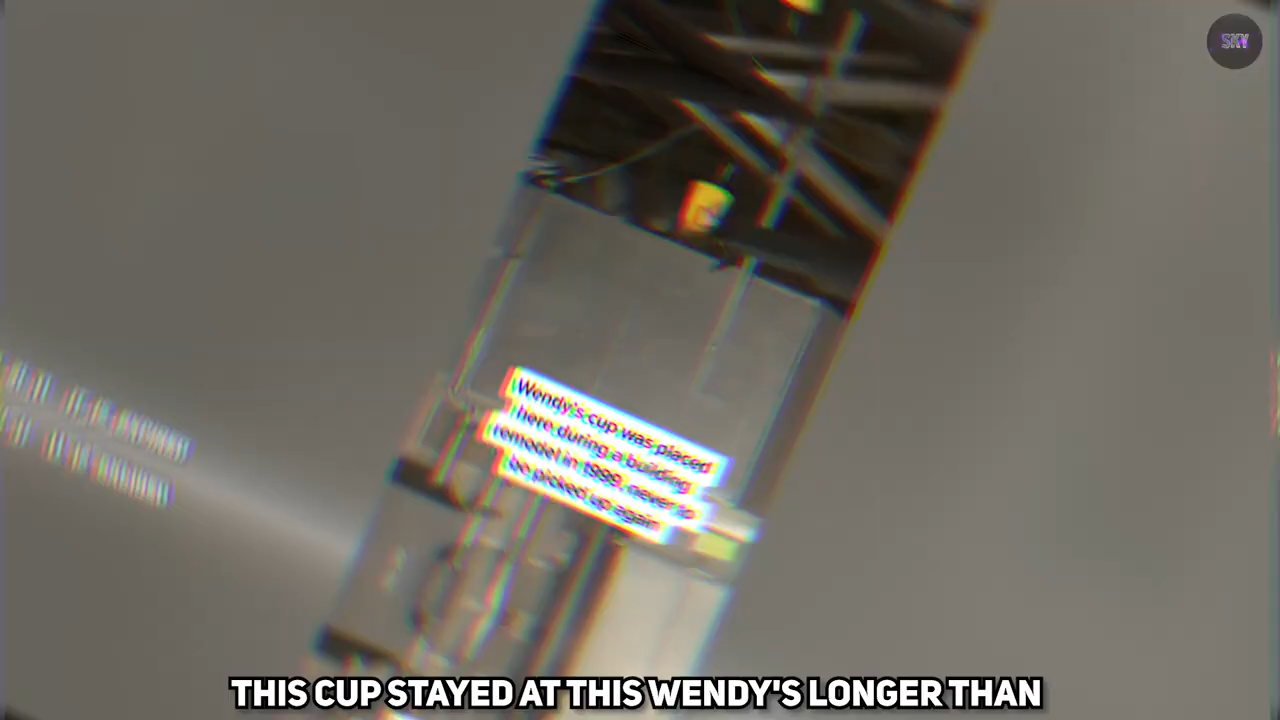 SKY
Wendy's cup was placed
here during a building
remodel in 1999, never to
be picked up again
THIS CUP STAYED AT THIS WENDY'S LONGER THAN